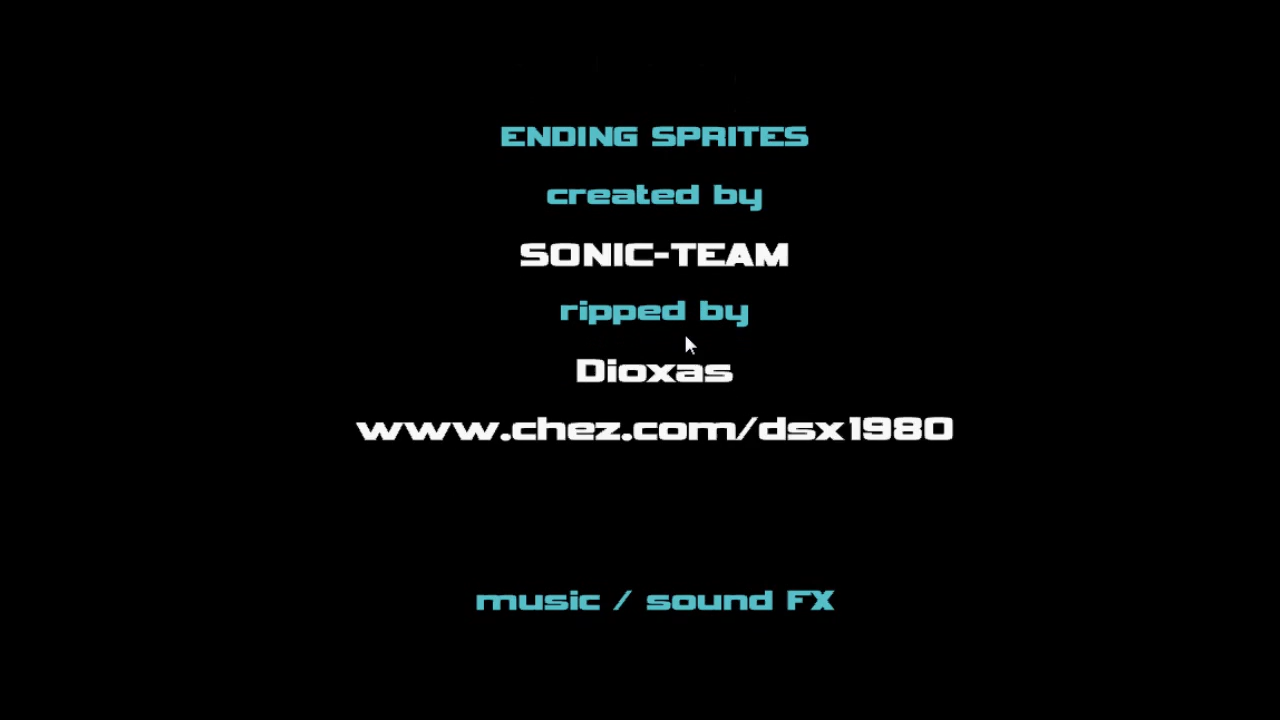 ENDING SPRITES
created by
SONIC-TEAM
ripped by
Dioxas
www.chez.com/dsx1980
music / sound FX